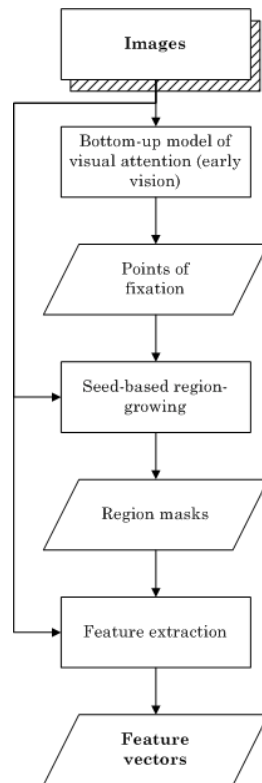 Images
Bottom-up model of
visual attention (early
vision)
Points of
fixation
Seed-based region-
growing
Region masks
Feature extraction
Feature
vectors